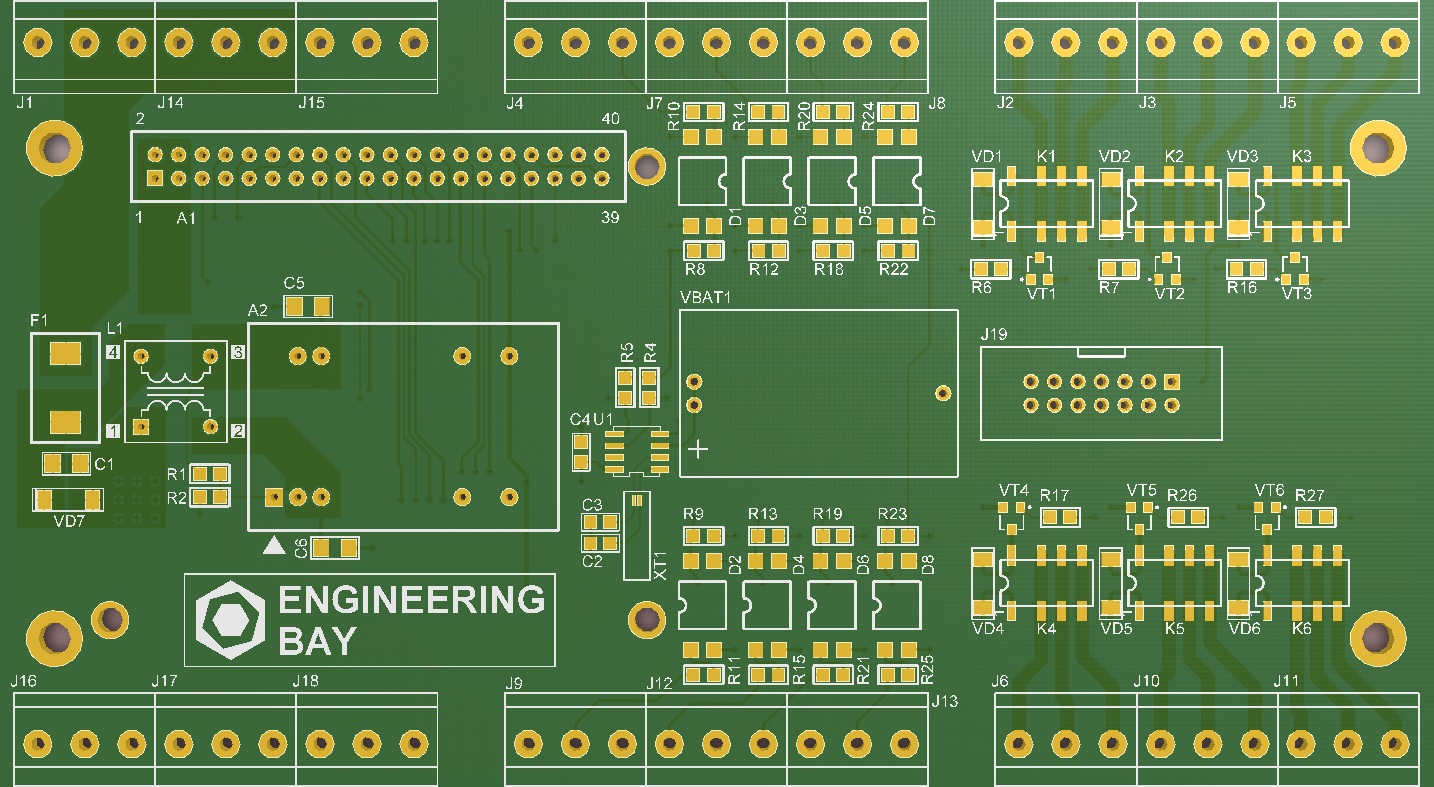 J1
J14
J15
J4
J7
J8
J2
J3
J5
2
40
R10
R14
R20
R24
VD1
K1
VD2
K2
VD3
K3
1
A1
39
D1
D3
D5
D7
R8
R12
R18
R22
R6
VT1
R7
VT2
R16
VT3
C5
A2
VBAT1
F1
L1
4
3
1
2
R5
R4
J19
C4
U1
C1
R1
R2
VD7
C6
C3
C2
XT1
R9
R13
R19
R23
VT4
R17
VT5
R26
VT6
R27
D2
D4
D6
D8
ENGINEERING
BAY
VD4
K4
VD5
K5
VD6
K6
R11
R15
R21
R25
J16
J17
J18
J9
J12
J13
J6
J10
J11